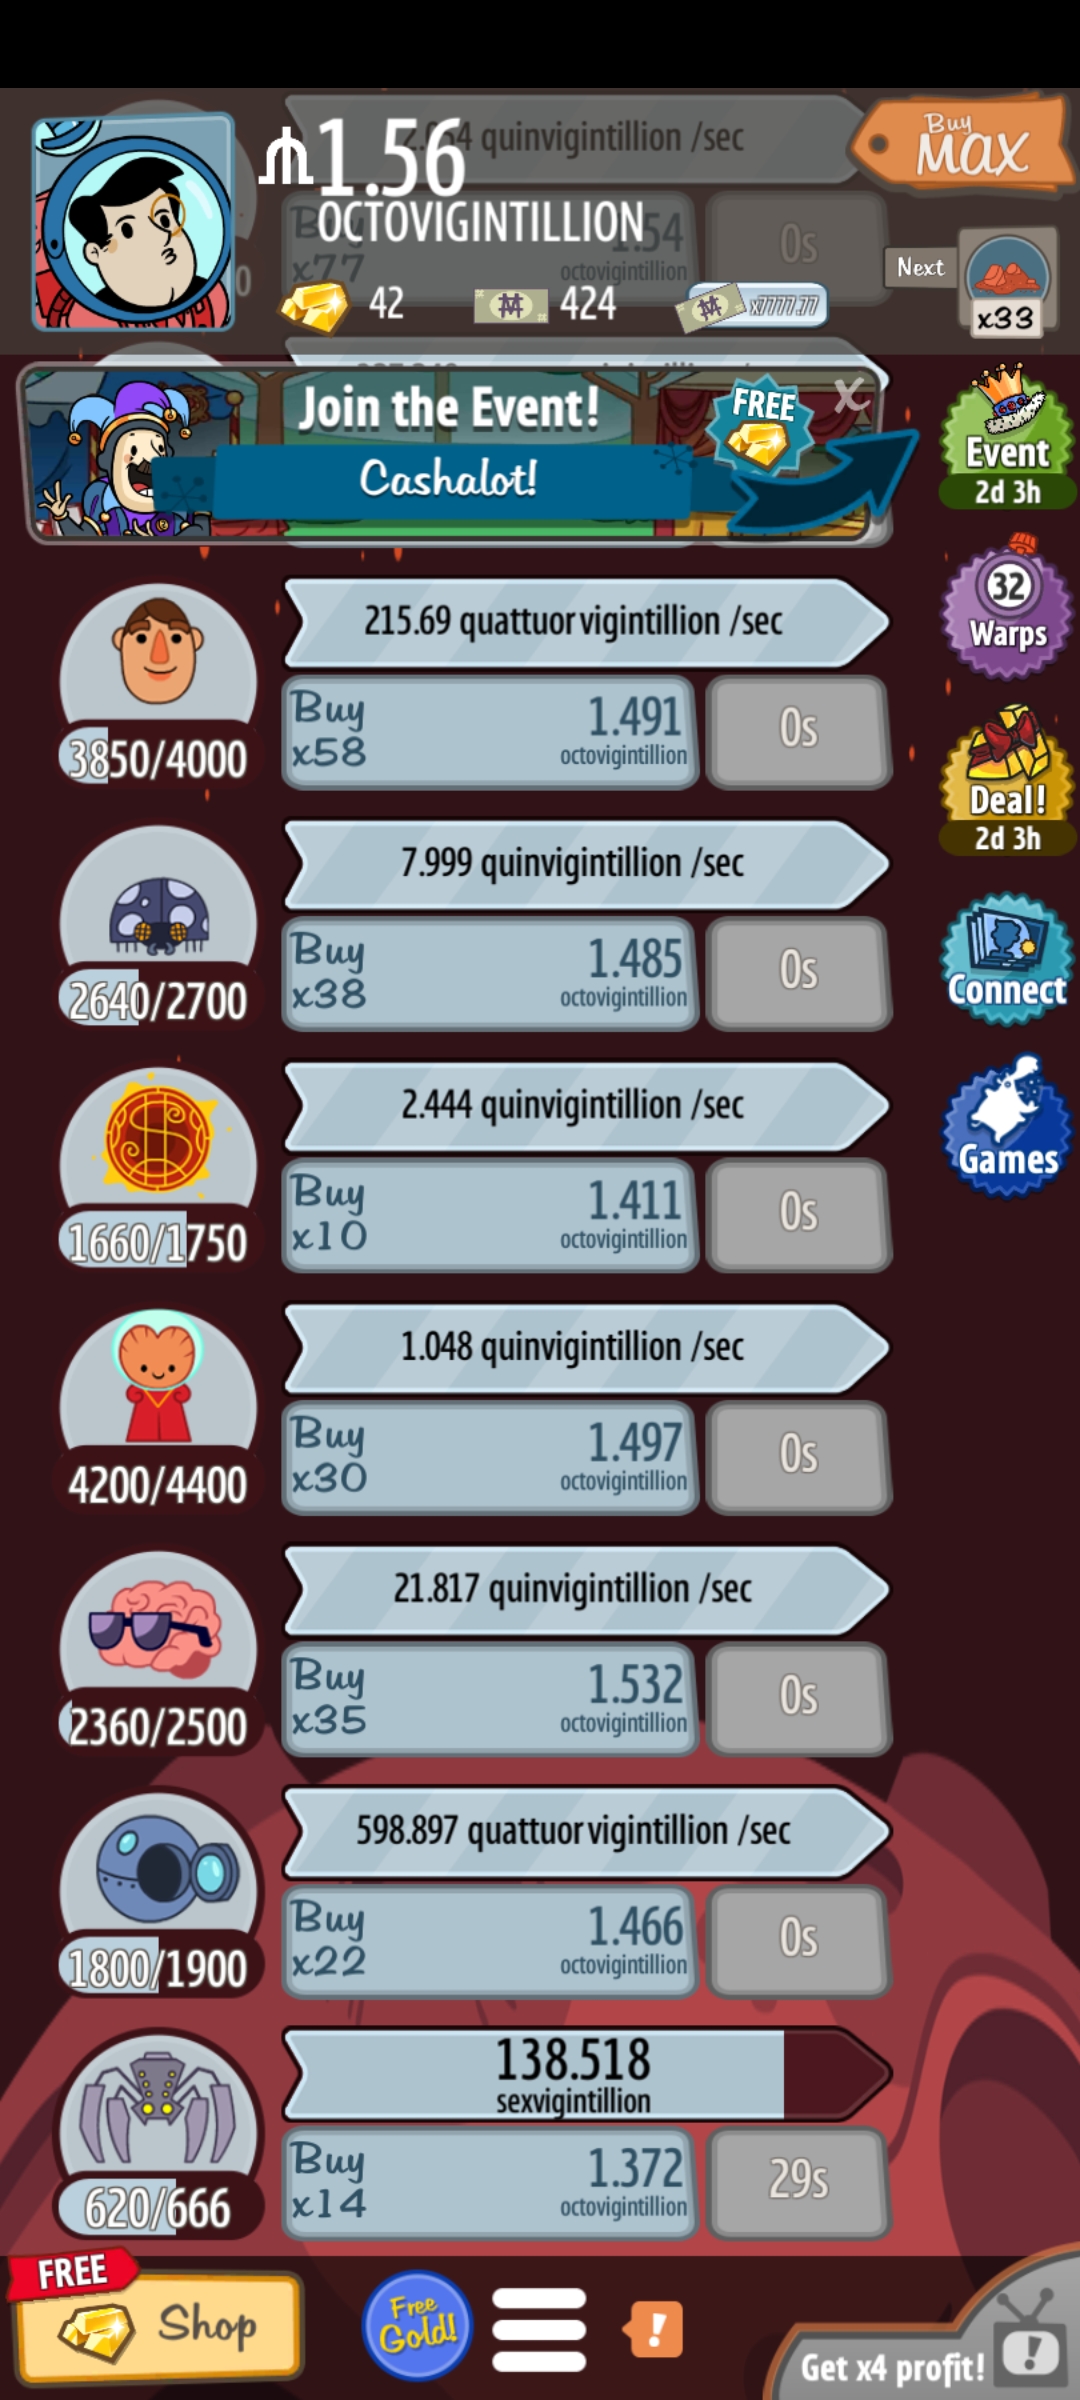 quinvigintillion /sec
Buy
MAX
1.56
OCTOVIGINTILLION
Buy
x77
1.54
octovigintillion
0s
Next
x33
42
424
x7777.77
Join the Event!
FREE
X
Cashalot!
Event
2d 3h
215.69 quattuorvigintillion /sec
32
Warps
Buy
x58
1.491
octovigintillion
0s
3850/4000
Deal!
2d 3h
7.999 quinvigintillion /sec
Buy
x38
1.485
octovigintillion
0s
2640/2700
Connect
2.444 quinvigintillion /sec
Games
Buy
x10
1.411
octovigintillion
0s
1660/1750
1.048 quinvigintillion /sec
Buy
x30
1.497
octovigintillion
0s
4200/4400
21.817 quinvigintillion /sec
Buy
x35
1.532
octovigintillion
0s
2360/2500
598.897 quattuorvigintillion /sec
Buy
x22
1.466
octovigintillion
0s
1800/1900
138.518
sexvigintillion
Buy
x14
1.372
octovigintillion
29s
620/666
FREE
Shop
Free
Gold!
!
!
Get x4 profit!